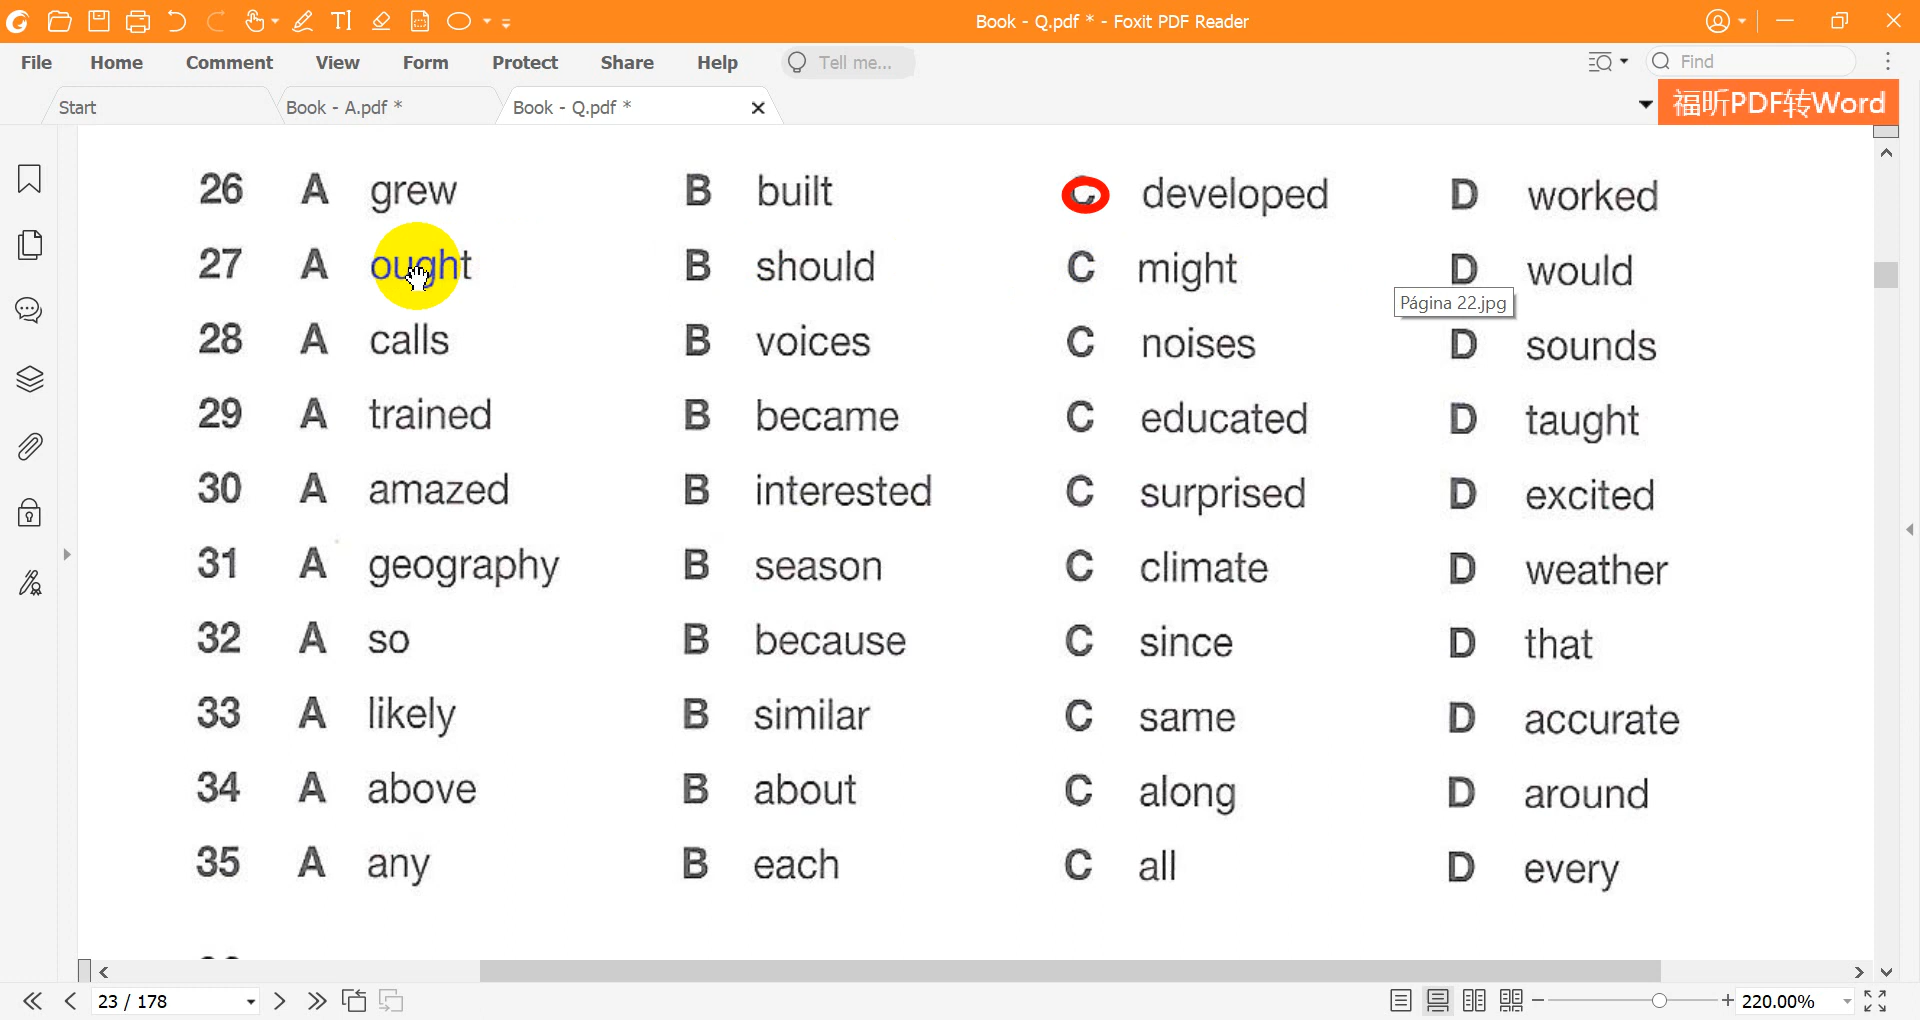 Book - Q.pdf * - Foxit PDF Reader
File Home Comment View Form Protect Share Help Tell me... Find
Start Book - A.pdf * Book - Q.pdf * 福昕PDF转Word
26 A grew B built C developed D worked
27 A ought B should C might D would
Página 22.jpg
28 A calls B voices C noises D sounds
29 A trained B became C educated D taught
30 A amazed B interested C surprised D excited
31 A geography B season C climate D weather
32 A so B because C since D that
33 A likely B similar C same D accurate
34 A above B about C along D around
35 A any B each C all D every
23 / 178 220.00%